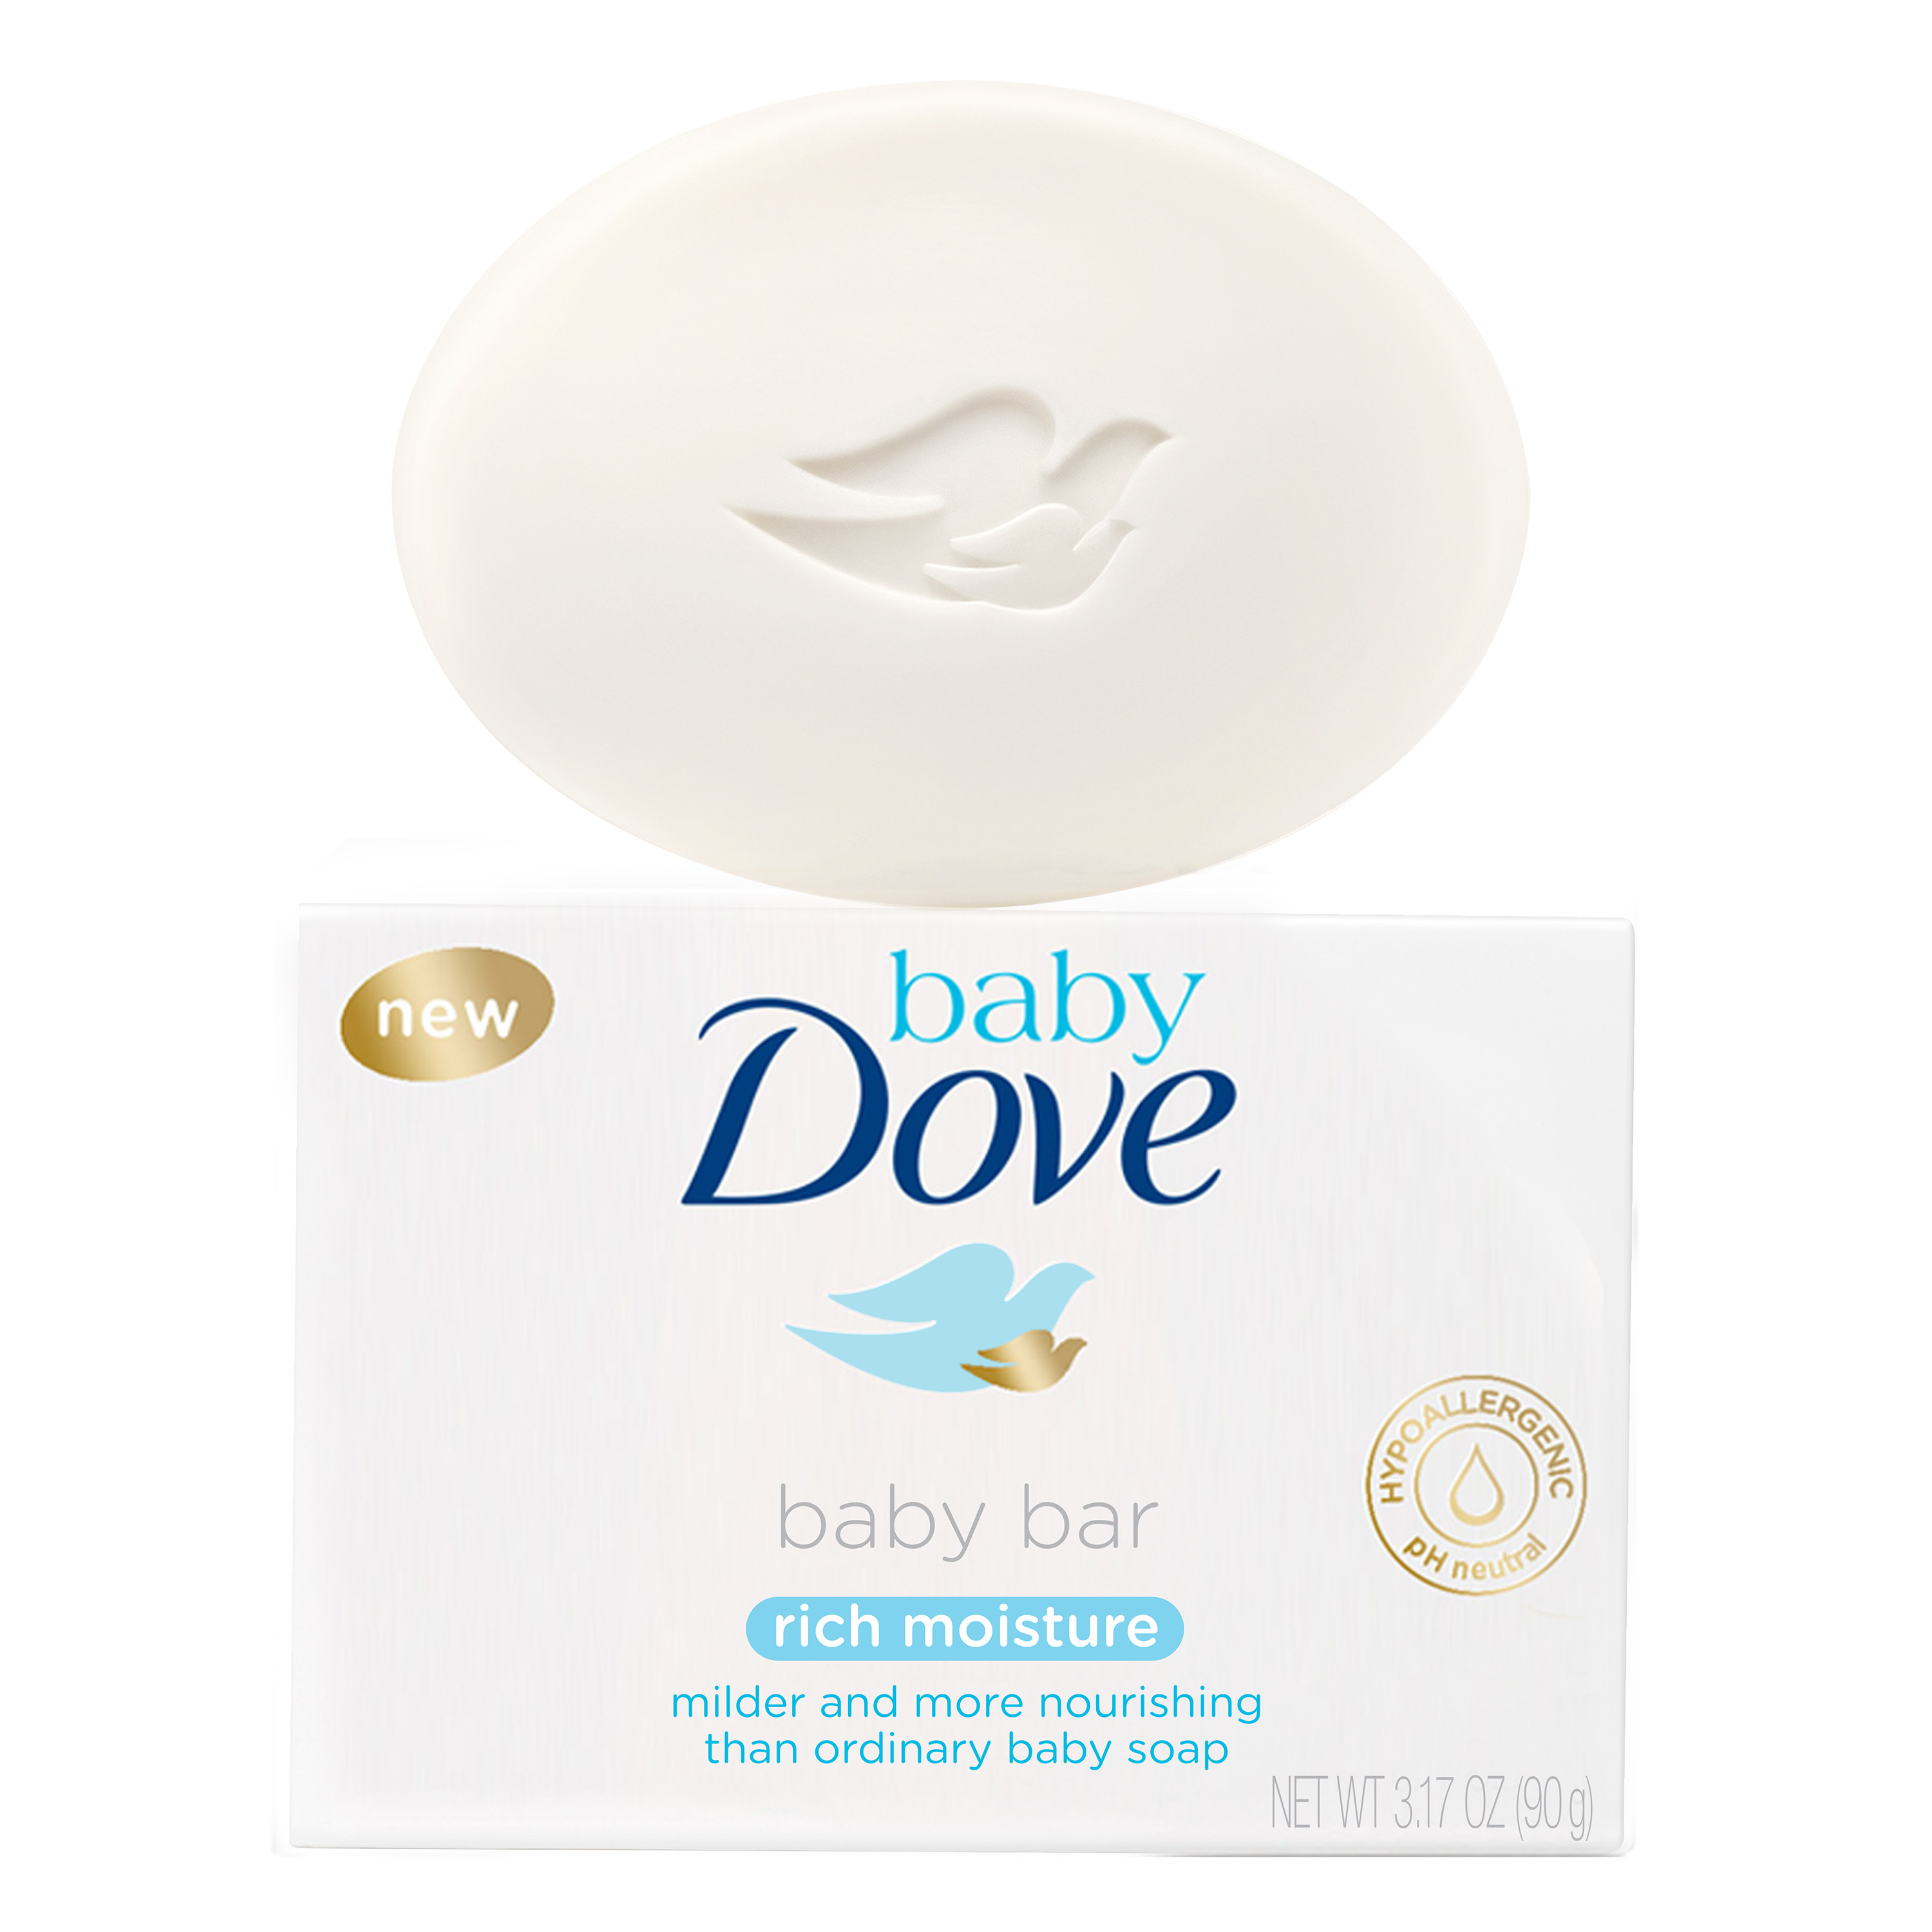 new
baby
Dove
baby bar
HYPOALLERGENIC
pH neutral
rich moisture
milder and more nourishing
than ordinary baby soap
NET WT 3.17 OZ (90 g)